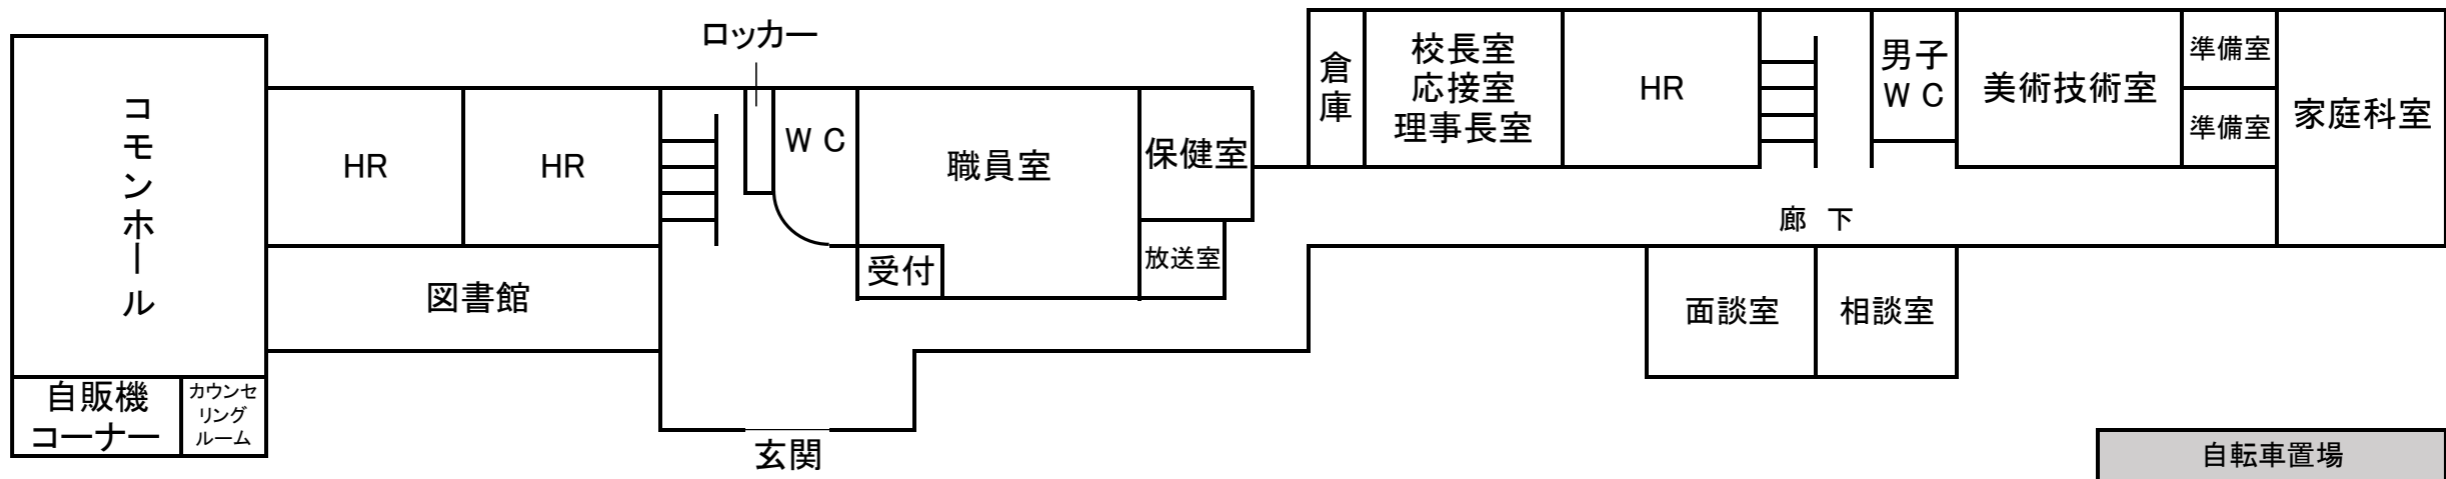 コモンホール
自販機
コーナー
カウンセ
リング
ルーム
HR
HR
図書館
ロッカー
WC
職員室
受付
保健室
放送室
玄関
倉庫
校長室
応接室
理事長室
HR
男子
WC
美術技術室
準備室
準備室
家庭科室
廊下
面談室
相談室
自転車置場